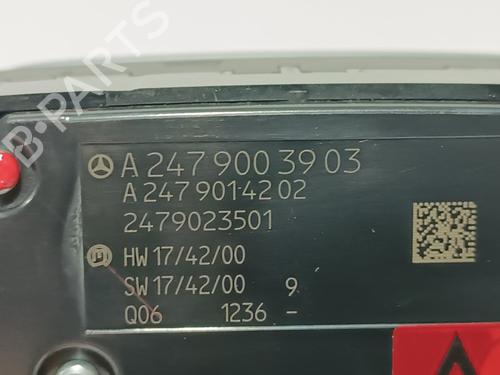 B-PARTS
A 247 900 39 03
A 247 901 42 02
2479023501
HW 17/42/00
SW 17/42/00 9
Q06 1236 -